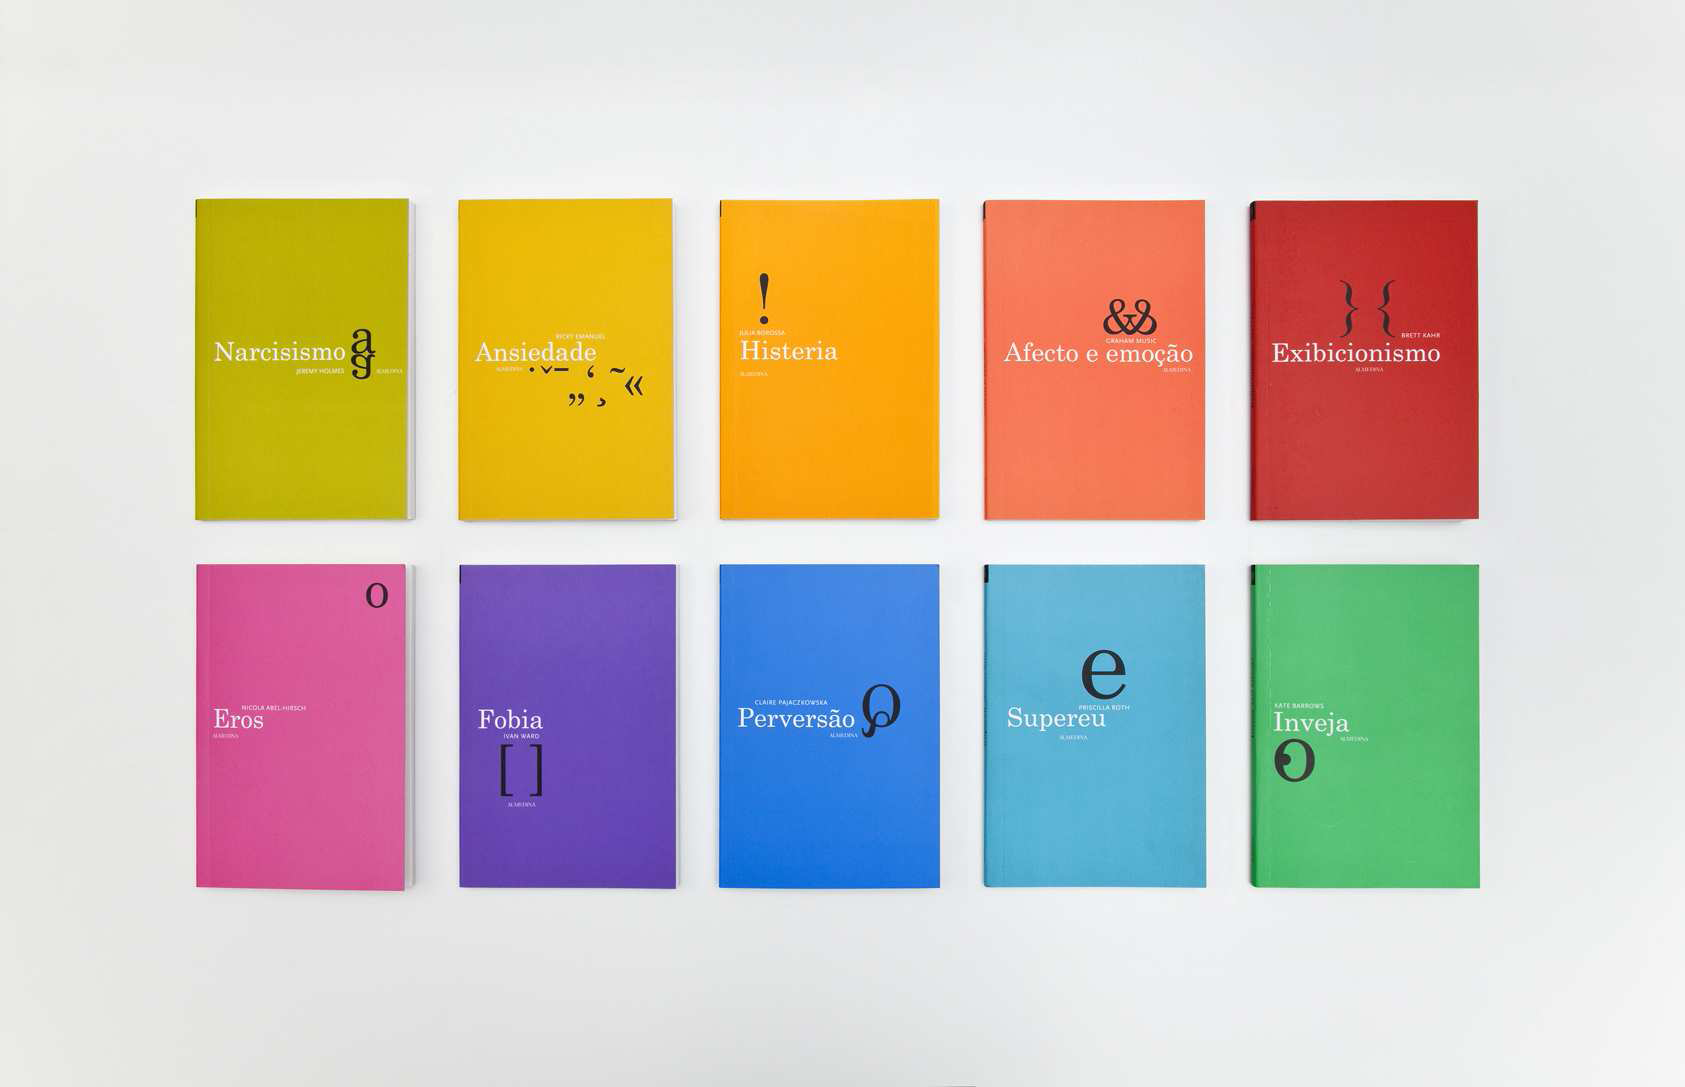 Narcisismo
JEREMY HOLMES
ALMEDINA
a
a
RICKY EMANUEL
Ansiedade
ALMEDINA
!
JULIA BOROSSA
Histeria
ALMEDINA
&&
GRAHAM MUSIC
Afecto e emoção
ALMEDINA
} {
BRETT KAHR
Exibicionismo
ALMEDINA
o
NICOLA ABEL-HIRSCH
Eros
ALMEDINA
Fobia
IVAN WARD
[ ]
ALMEDINA
CLAIRE PAJACZKOWSKA
Perversão
ALMEDINA
e
PRISCILLA ROTH
Supereu
ALMEDINA
KATE BARROWS
Inveja
ALMEDINA